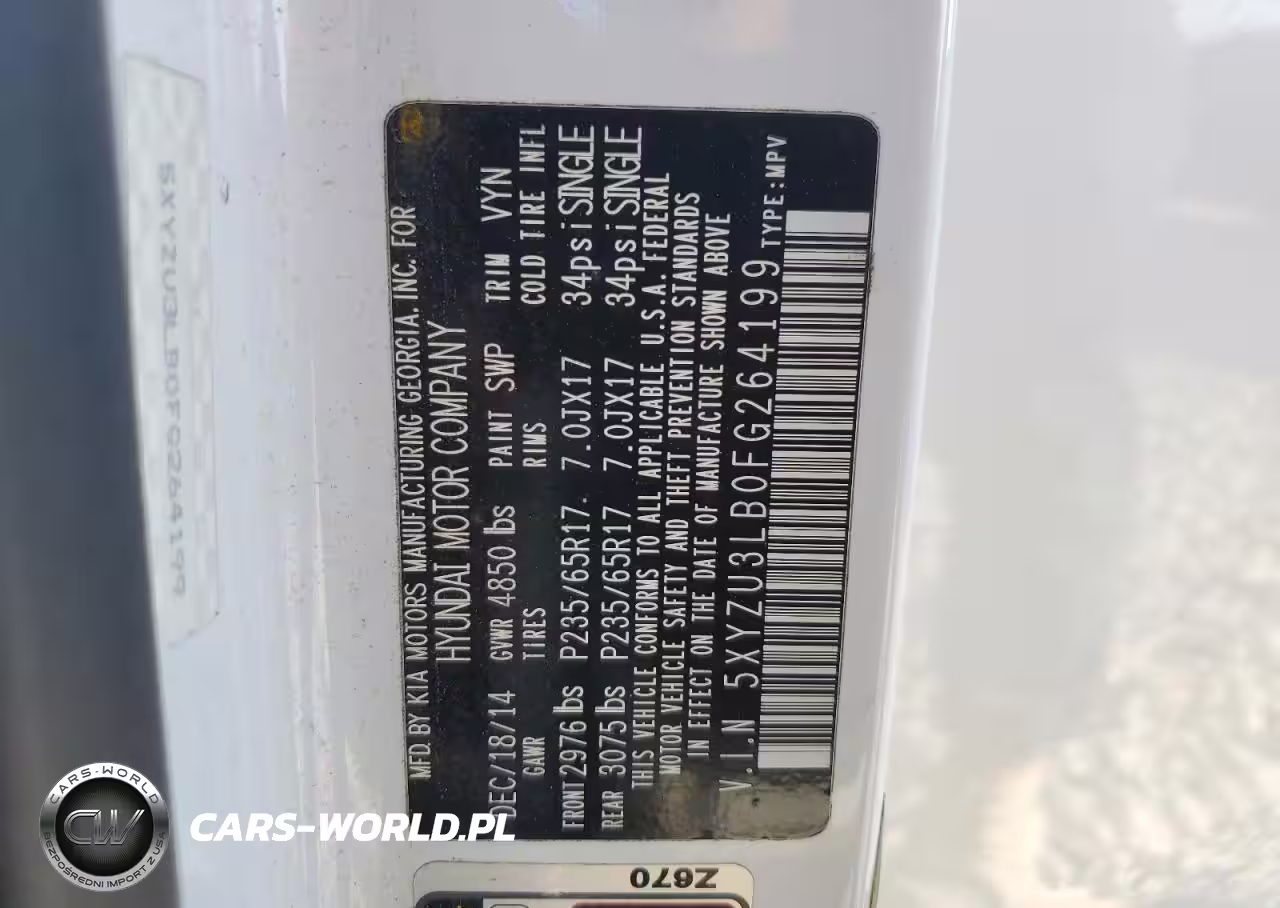 5XYZU3LB0FG264199
MFD. BY KIA MOTORS MANUFACTURING GEORGIA, INC. FOR
HYUNDAI MOTOR COMPANY
DEC/18/14 GVWR 4850 lbs PAINT SWP TRIM VYN
GAWR TIRES RIMS COLD TIRE INFL
FRONT 2976 lbs P235/65R17. 7.0JX17 34psi SINGLE
REAR 3075 lbs P235/65R17 7.0JX17 34psi SINGLE
THIS VEHICLE CONFORMS TO ALL APPLICABLE U.S.A. FEDERAL
MOTOR VEHICLE SAFETY AND THEFT PREVENTION STANDARDS
IN EFFECT ON THE DATE OF MANUFACTURE SHOWN ABOVE
V.I.N 5XYZU3LB0FG264199 TYPE:MPV
Z670
CARS-WORLD
CW
BEZPOŚREDNI IMPORT Z USA
CARS-WORLD.PL